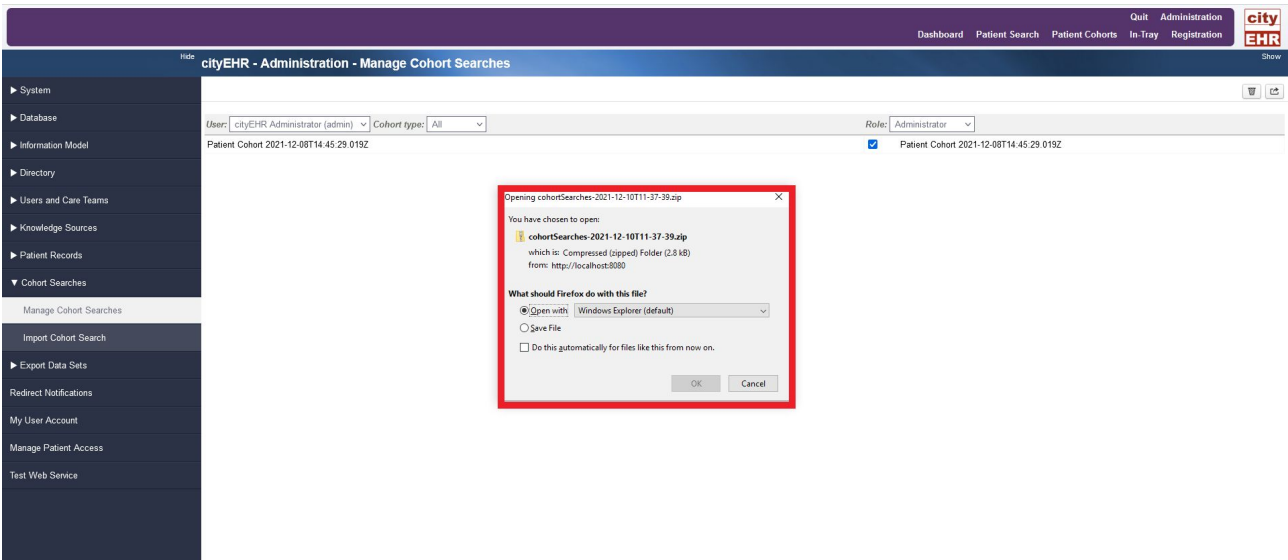 Quit Administration
Dashboard Patient Search Patient Cohorts In-Tray Registration
city
EHR
Hide cityEHR - Administration - Manage Cohort Searches Show
▶ System
▶ Database
▶ Information Model
▶ Directory
▶ Users and Care Teams
▶ Knowledge Sources
▶ Patient Records
▼ Cohort Searches
Manage Cohort Searches
Import Cohort Search
▶ Export Data Sets
Redirect Notifications
My User Account
Manage Patient Access
Test Web Service
User: cityEHR Administrator (admin) Cohort type: All Role: Administrator
Patient Cohort 2021-12-08T14:45:29.019Z Patient Cohort 2021-12-08T14:45:29.019Z
Opening cohortSearches-2021-12-10T11-37-39.zip
You have chosen to open:
cohortSearches-2021-12-10T11-37-39.zip
which is: Compressed (zipped) Folder (2.8 kB)
from: http://localhost:8080
What should Firefox do with this file?
Open with Windows Explorer (default)
Save File
Do this automatically for files like this from now on.
OK Cancel